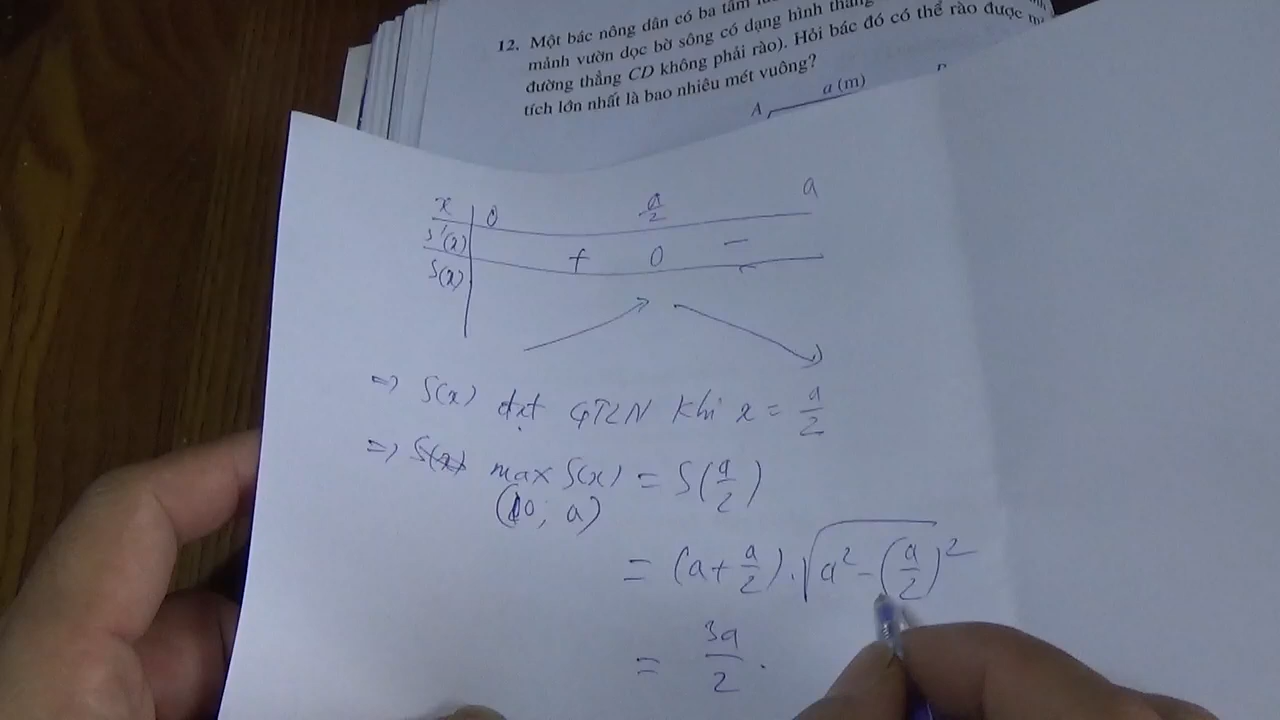 12. Một bác nông dân có ba tấm
mảnh vườn dọc bờ sông có dạng hình thang
đường thẳng CD không phải rào). Hỏi bác đó có thể rào được
tích lớn nhất là bao nhiêu mét vuông?
a (m)
A
x 0 a/2 a
S'(x) + 0 -
S(x)
=> S(x) đạt GTLN khi x = a/2
=> max S(x) = S(a/2)
(0; a)
= (a + a/2) . √(a² - (a/2)²)
= 3a/2 .